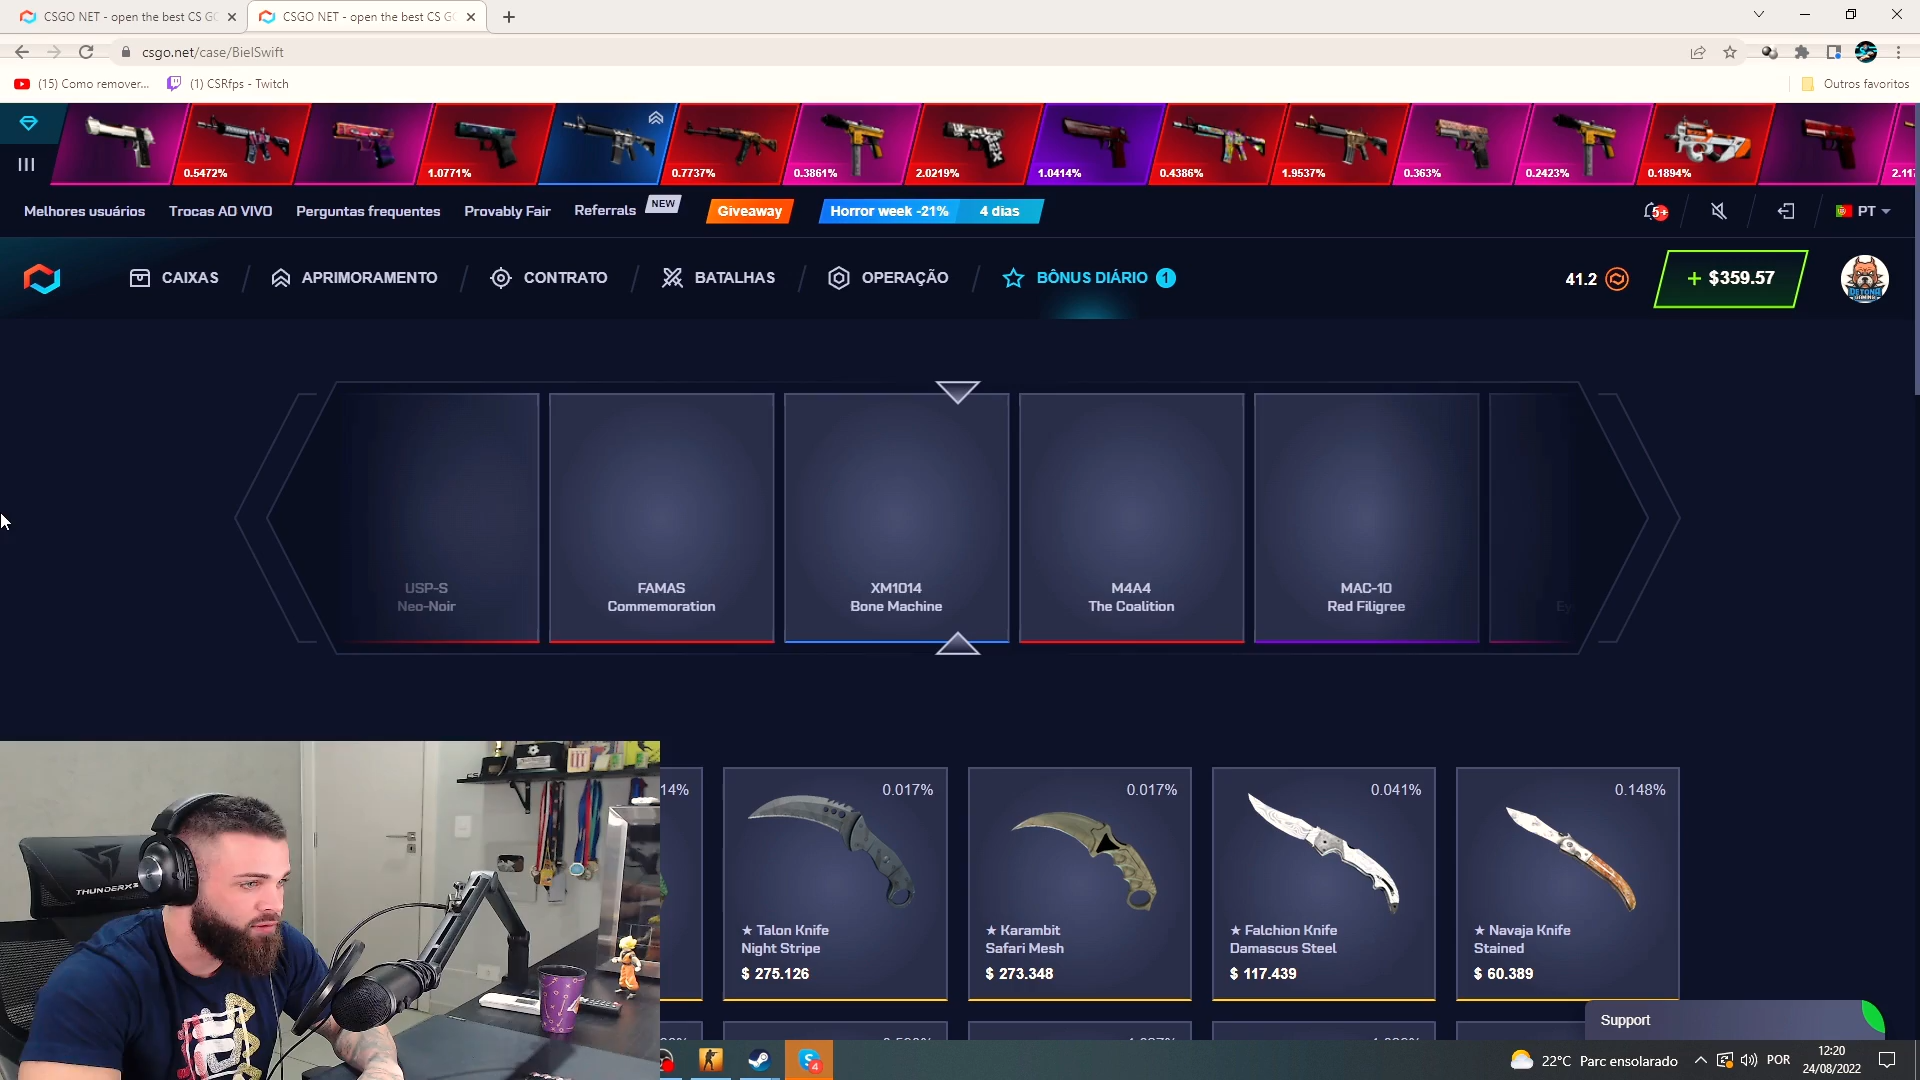 CSGO NET - open the best CS GO
CSGO NET - open the best CS GO
csgo.net/case/BielSwift
(15) Como remover...
(1) CSRfps - Twitch
Outros favoritos
0.5472%
1.0771%
0.7737%
0.3861%
2.0219%
1.0414%
0.4386%
1.9537%
0.363%
0.2423%
0.1894%
Melhores usuários
Trocas AO VIVO
Perguntas frequentes
Provably Fair
Referrals
NEW
Giveaway
Horror week -21%
4 dias
5+
PT
CAIXAS
APRIMORAMENTO
CONTRATO
BATALHAS
OPERAÇÃO
BÔNUS DIÁRIO 1
41.2
+ $359.57
USP-S
Neo-Noir
FAMAS
Commemoration
XM1014
Bone Machine
M4A4
The Coalition
MAC-10
Red Filigree
14%
0.017%
★ Talon Knife
Night Stripe
$ 275.126
0.017%
★ Karambit
Safari Mesh
$ 273.348
0.041%
★ Falchion Knife
Damascus Steel
$ 117.439
0.148%
★ Navaja Knife
Stained
$ 60.389
THUNDERX3
Support
4
22°C Parc ensolarado
POR
12:20
24/08/2022